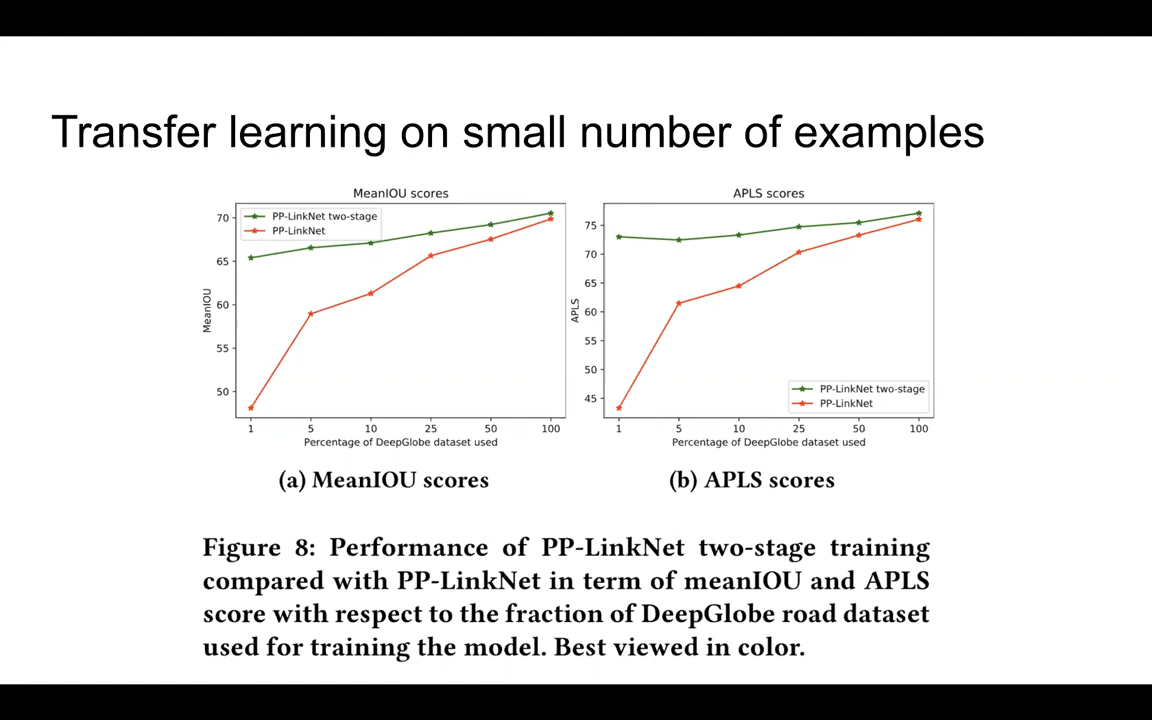 Transfer learning on small number of examples
MeanIOU scores
PP-LinkNet two-stage
PP-LinkNet
MeanIOU
70
65
60
55
50
1 5 10 25 50 100
Percentage of DeepGlobe dataset used
(a) MeanIOU scores
APLS scores
APLS
75
70
65
60
55
50
45
PP-LinkNet two-stage
PP-LinkNet
1 5 10 25 50 100
Percentage of DeepGlobe dataset used
(b) APLS scores
Figure 8: Performance of PP-LinkNet two-stage training
compared with PP-LinkNet in term of meanIOU and APLS
score with respect to the fraction of DeepGlobe road dataset
used for training the model. Best viewed in color.